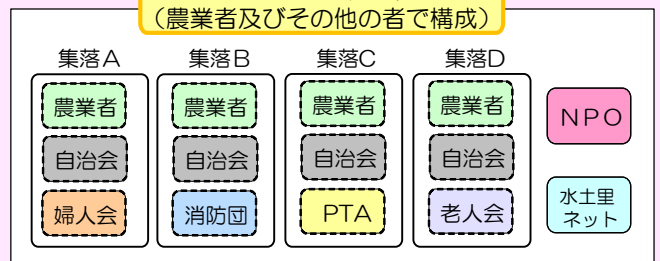 （農業者及びその他の者で構成）
集落Ａ
集落Ｂ
集落Ｃ
集落Ｄ
農業者
農業者
農業者
農業者
ＮＰＯ
自治会
自治会
自治会
自治会
婦人会
消防団
PTA
老人会
水土里
ネット